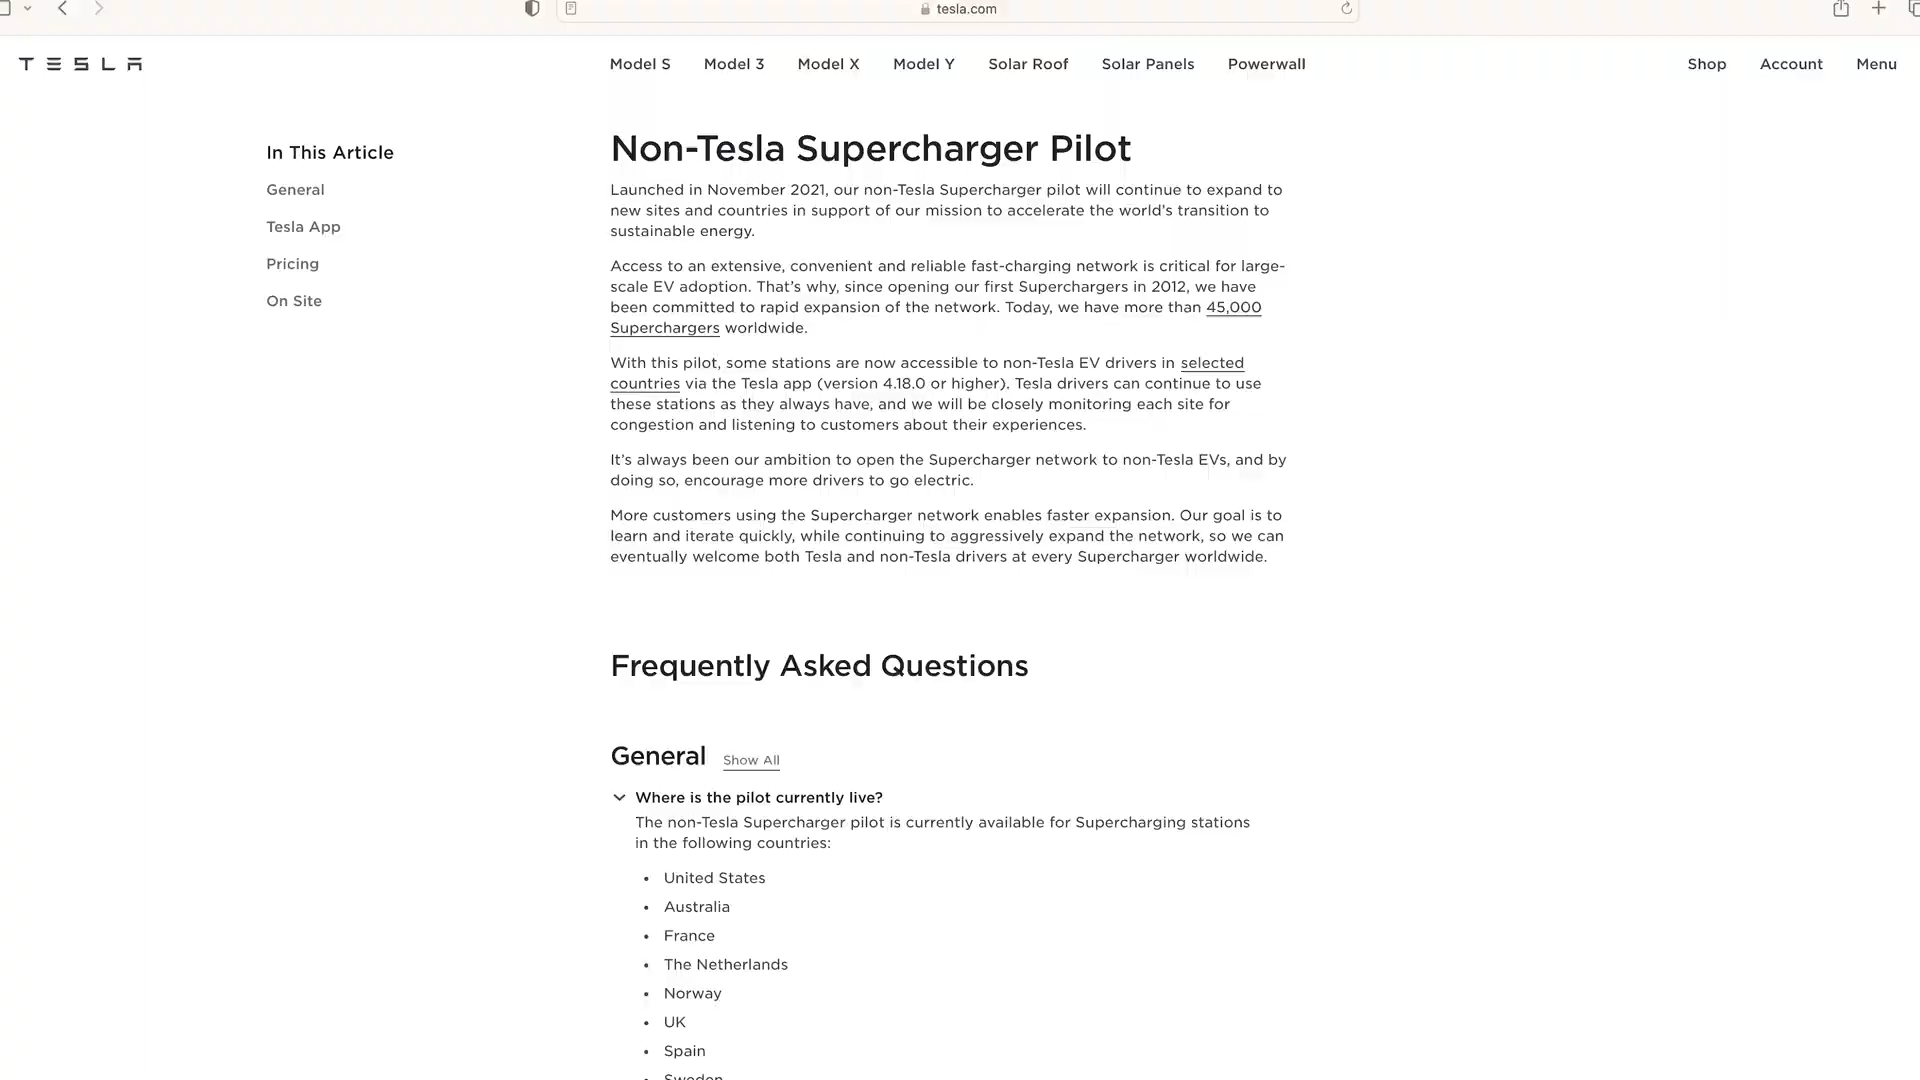 tesla.com
TESLA
Model S Model 3 Model X Model Y Solar Roof Solar Panels Powerwall
Shop Account Menu
In This Article
General
Tesla App
Pricing
On Site
Non-Tesla Supercharger Pilot
Launched in November 2021, our non-Tesla Supercharger pilot will continue to expand to
new sites and countries in support of our mission to accelerate the world’s transition to
sustainable energy.
Access to an extensive, convenient and reliable fast-charging network is critical for large-
scale EV adoption. That’s why, since opening our first Superchargers in 2012, we have
been committed to rapid expansion of the network. Today, we have more than 45,000
Superchargers worldwide.
With this pilot, some stations are now accessible to non-Tesla EV drivers in selected
countries via the Tesla app (version 4.18.0 or higher). Tesla drivers can continue to use
these stations as they always have, and we will be closely monitoring each site for
congestion and listening to customers about their experiences.
It’s always been our ambition to open the Supercharger network to non-Tesla EVs, and by
doing so, encourage more drivers to go electric.
More customers using the Supercharger network enables faster expansion. Our goal is to
learn and iterate quickly, while continuing to aggressively expand the network, so we can
eventually welcome both Tesla and non-Tesla drivers at every Supercharger worldwide.
Frequently Asked Questions
General Show All
Where is the pilot currently live?
The non-Tesla Supercharger pilot is currently available for Supercharging stations
in the following countries:
• United States
• Australia
• France
• The Netherlands
• Norway
• UK
• Spain
• Sweden